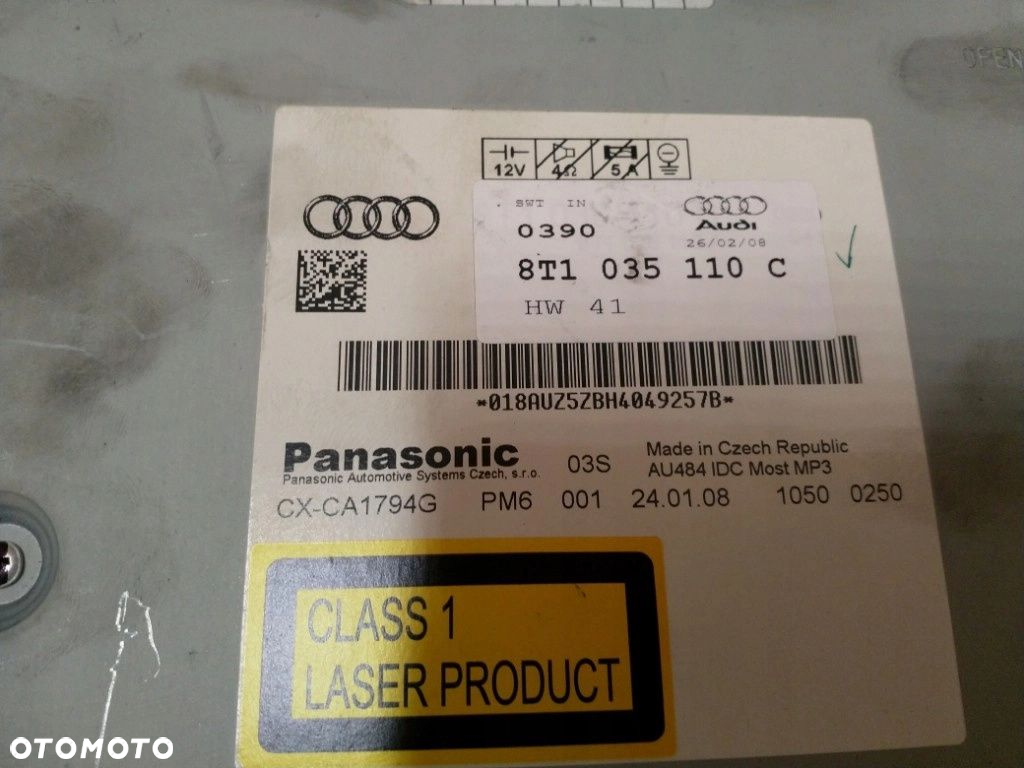 OPEN
12V 4Ω 5A
SWT IN
0390
Audi
26/02/08
8T1 035 110 C
HW 41
*018AUZ5ZBH4049257B*
Panasonic
Panasonic Automotive Systems Czech, s.r.o.
03S
Made in Czech Republic
AU484 IDC Most MP3
CX-CA1794G PM6 001 24.01.08 1050 0250
CLASS 1
LASER PRODUCT
OTOMOTO